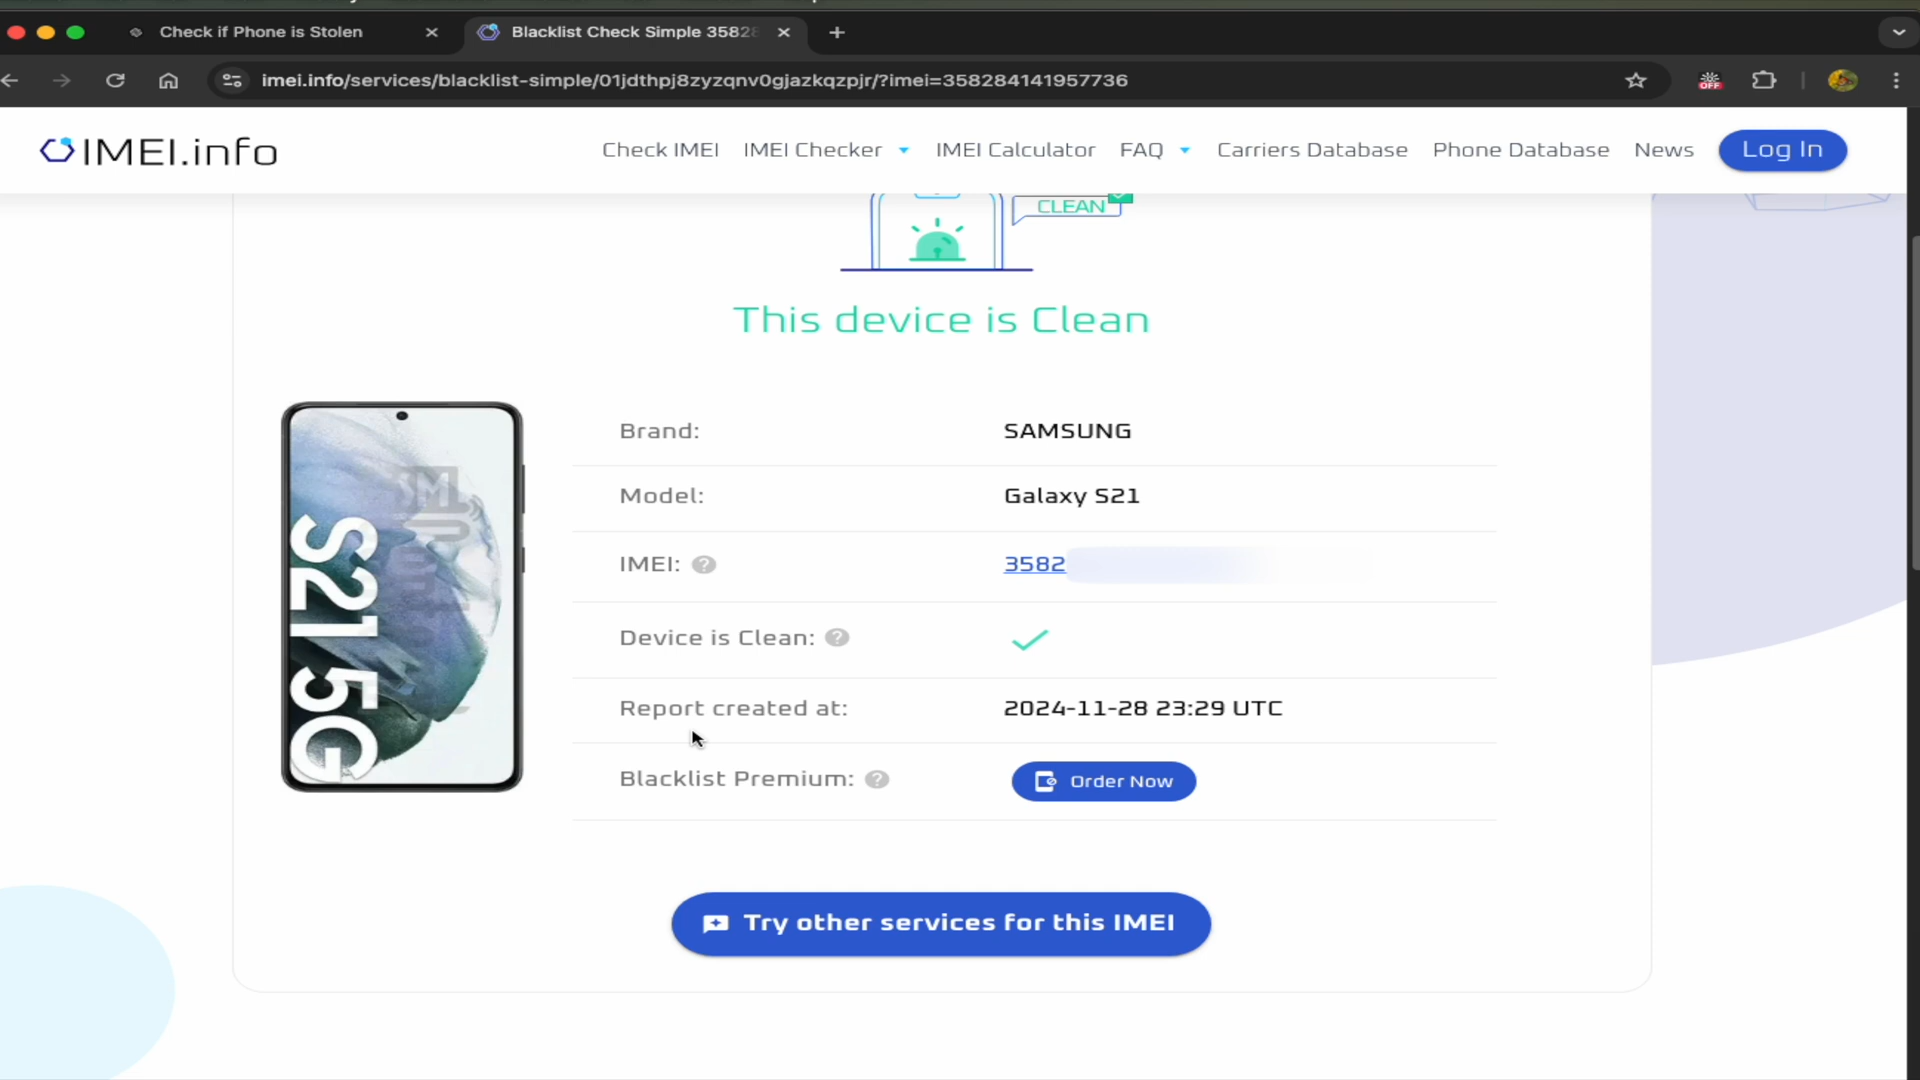 Check if Phone is Stolen
Blacklist Check Simple 3582
imei.info/services/blacklist-simple/01jdthpj8zyzqnv0gjazkqzpjr/?imei=358284141957736
OFF
IMEI.info
Check IMEI
IMEI Checker
IMEI Calculator
FAQ
Carriers Database
Phone Database
News
Log In
CLEAN
This device is Clean
S21 5G
Brand:
SAMSUNG
Model:
Galaxy S21
IMEI: ?
3582
Device is Clean: ?
Report created at:
2024-11-28 23:29 UTC
Blacklist Premium: ?
Order Now
Try other services for this IMEI